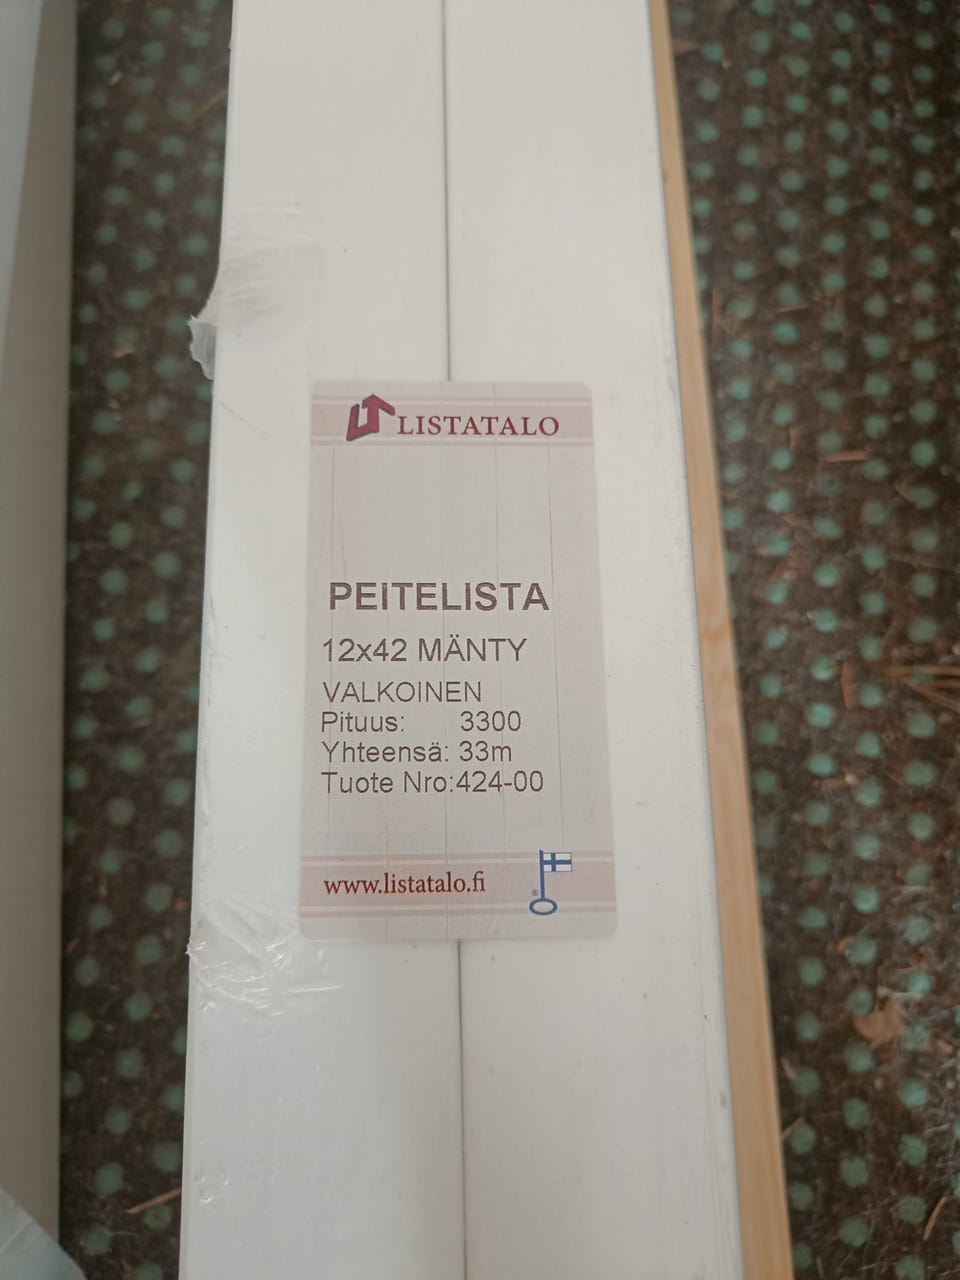 LISTATALO
PEITELISTA
12x42 MÄNTY
VALKOINEN
Pituus: 3300
Yhteensä: 33m
Tuote Nro:424-00
www.listatalo.fi
®